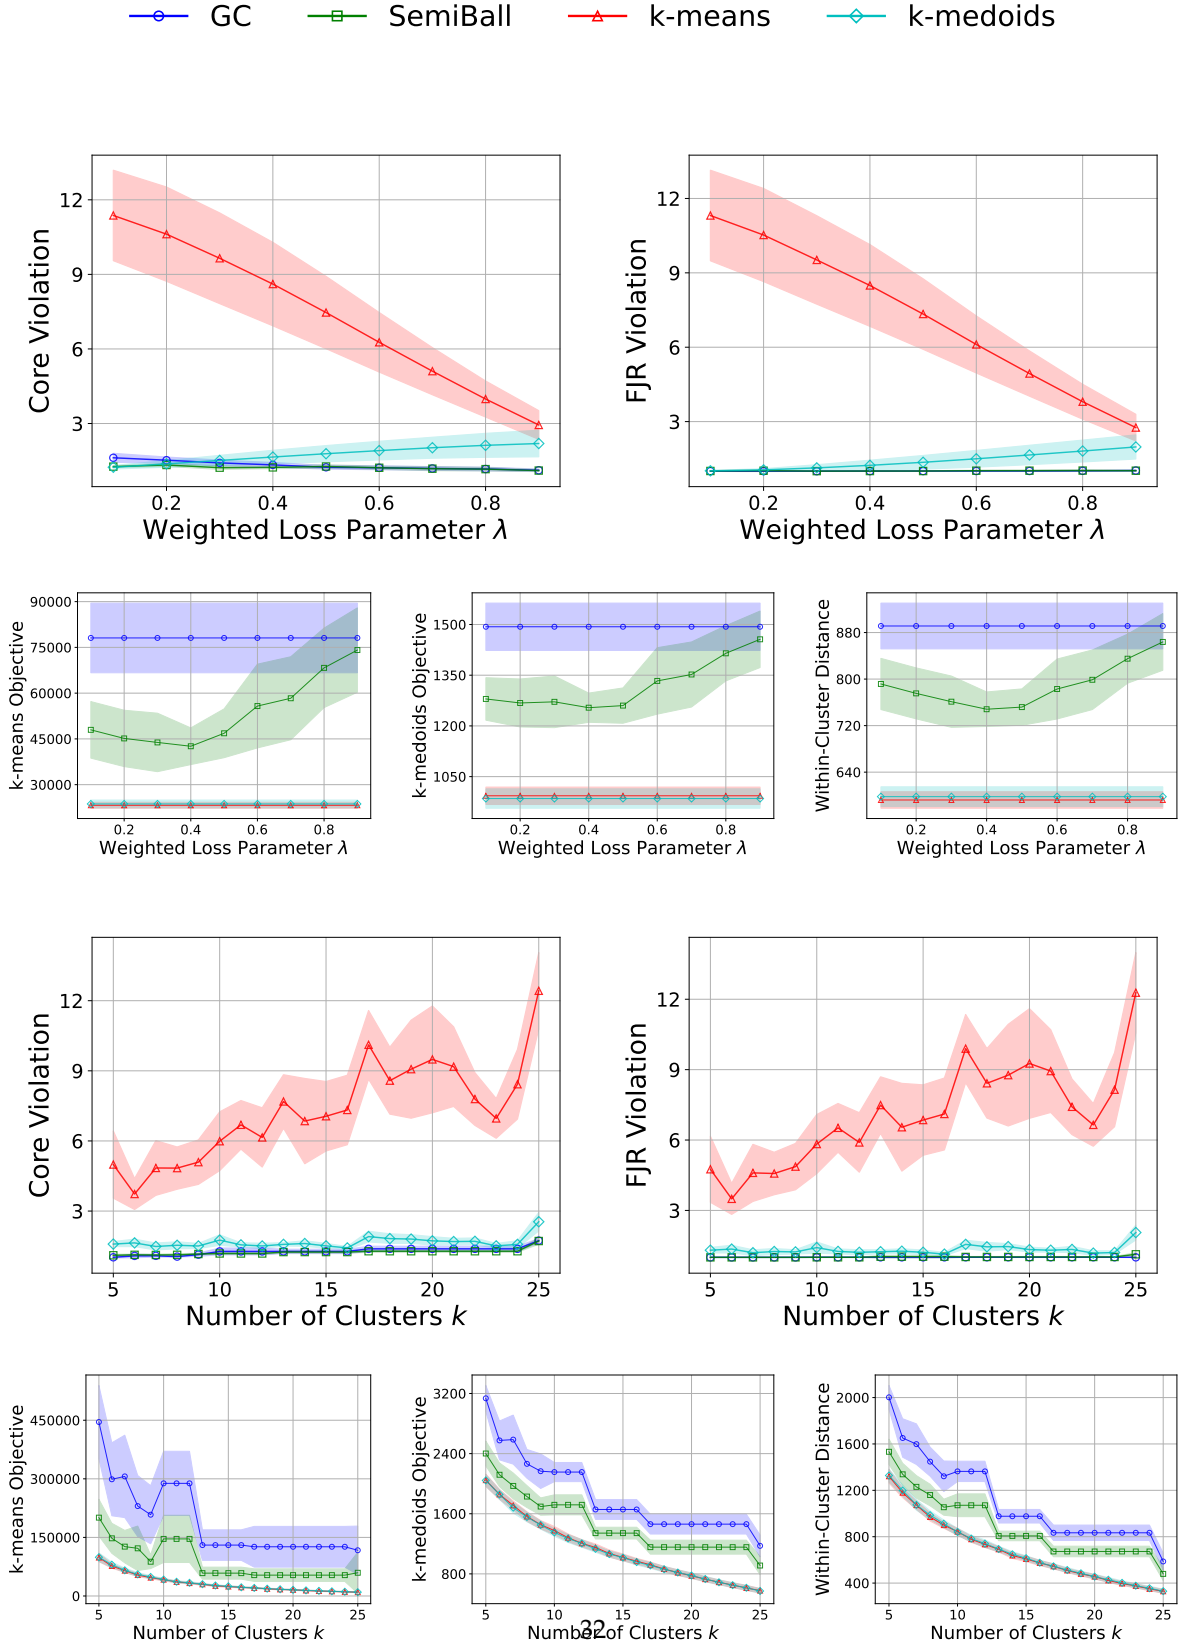 GC SemiBall k-means k-medoids
Core Violation
12
9
6
3
0.2 0.4 0.6 0.8
Weighted Loss Parameter λ
FJR Violation
12
9
6
3
0.2 0.4 0.6 0.8
Weighted Loss Parameter λ
k-means Objective
90000
75000
60000
45000
30000
0.2 0.4 0.6 0.8
Weighted Loss Parameter λ
k-medoids Objective
1500
1350
1200
1050
0.2 0.4 0.6 0.8
Weighted Loss Parameter λ
Within-Cluster Distance
880
800
720
640
0.2 0.4 0.6 0.8
Weighted Loss Parameter λ
Core Violation
12
9
6
3
5 10 15 20 25
Number of Clusters k
FJR Violation
12
9
6
3
5 10 15 20 25
Number of Clusters k
k-means Objective
450000
300000
150000
0
5 10 15 20 25
Number of Clusters k
k-medoids Objective
3200
2400
1600
800
5 10 15 20 25
Number of Clusters k
Within-Cluster Distance
2000
1600
1200
800
400
5 10 15 20 25
Number of Clusters k
32